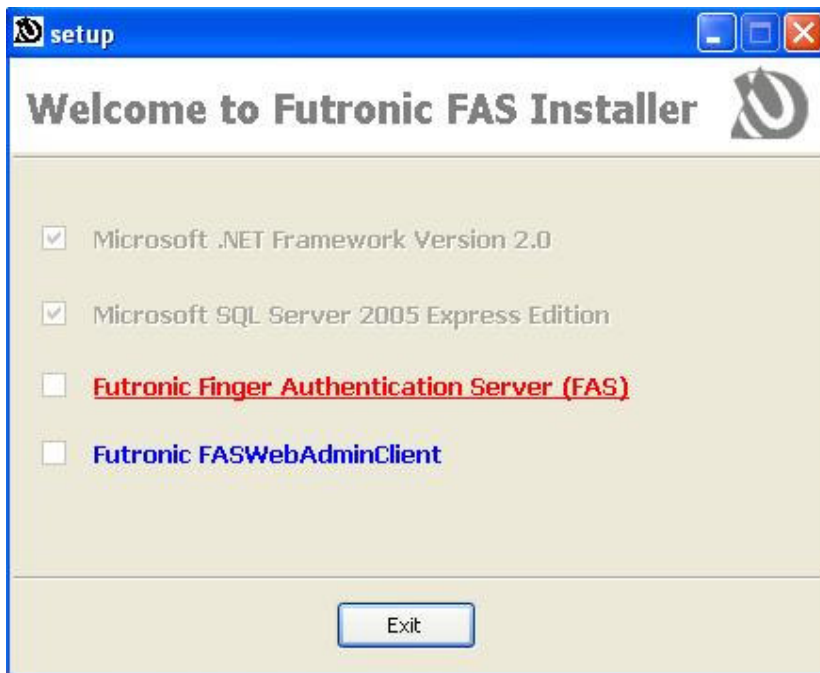 setup
Welcome to Futronic FAS Installer
Microsoft .NET Framework Version 2.0
Microsoft SQL Server 2005 Express Edition
Futronic Finger Authentication Server (FAS)
Futronic FASWebAdminClient
Exit